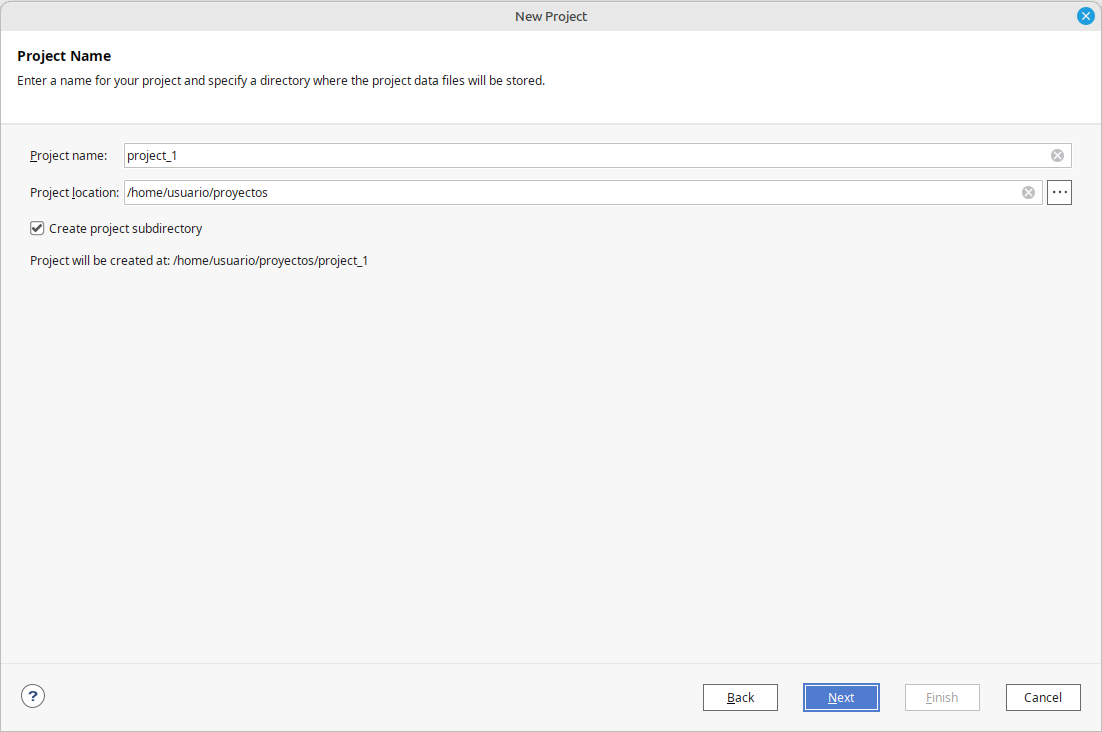 New Project
Project Name
Enter a name for your project and specify a directory where the project data files will be stored.
Project name: project_1
Project location: /home/usuario/proyectos ...
Create project subdirectory
Project will be created at: /home/usuario/proyectos/project_1
? Back Next Finish Cancel